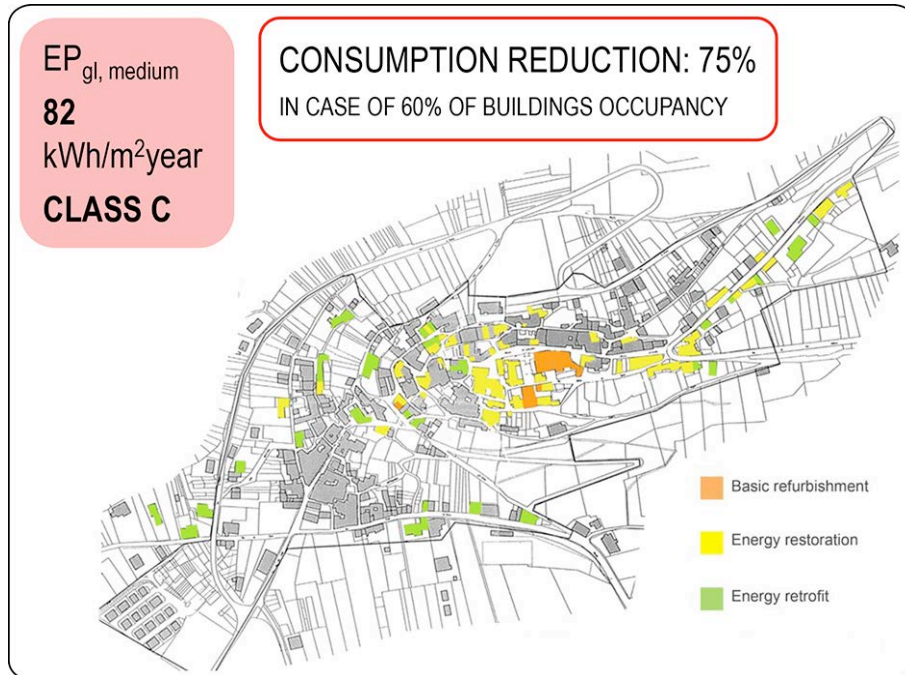 EPgl, medium
82
kWh/m²year
CLASS C
CONSUMPTION REDUCTION: 75%
IN CASE OF 60% OF BUILDINGS OCCUPANCY
Basic refurbishment
Energy restoration
Energy retrofit